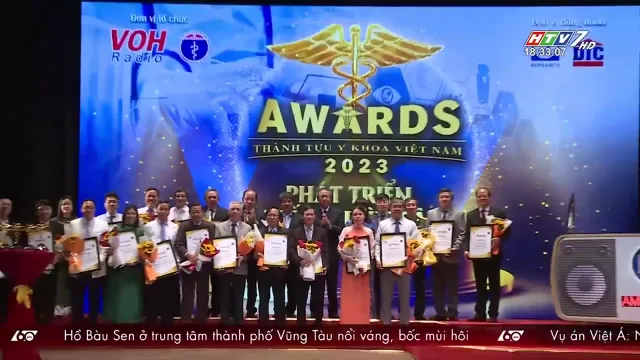 Đơn vị tổ chức
VOH
Radio
Đơn vị đồng hành
HTV7 HD
18:33:07
DIC
AWARDS
THÀNH TỰU Y KHOA VIỆT NAM
2023
PHÁT TRIỂN
60 Hồ Bàu Sen ở trung tâm thành phố Vũng Tàu nổi váng, bốc mùi hôi 60 Vụ án Việt Á: N